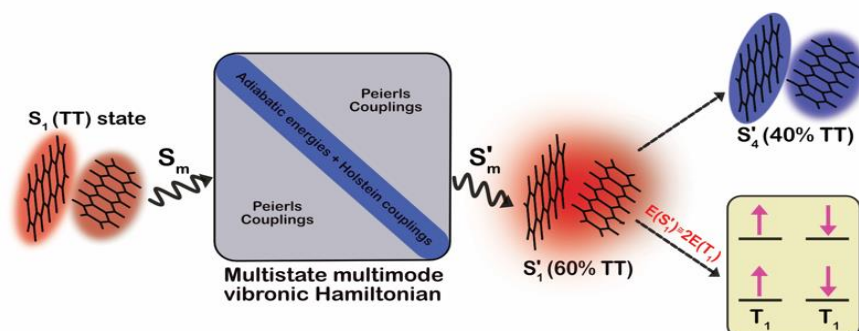 S₁ (TT) state
Sₘ
Peierls
Couplings
Adiabatic energies + Holstein couplings
Peierls
Couplings
Multistate multimode
vibronic Hamiltonian
S′ₘ
S′₁ (60% TT)
S′₄ (40% TT)
E(S′₁)≈2E(T₁)
T₁ T₁